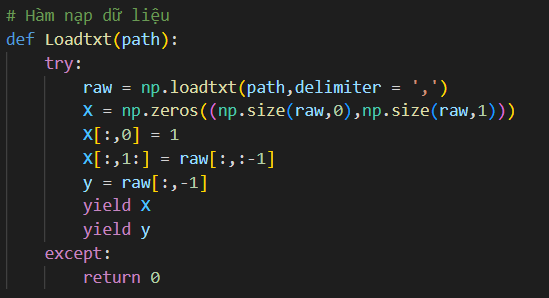 # Hàm nạp dữ liệu
def Loadtxt(path):
    try:
        raw = np.loadtxt(path,delimiter = ',')
        X = np.zeros((np.size(raw,0),np.size(raw,1)))
        X[:,0] = 1
        X[:,1:] = raw[:,:-1]
        y = raw[:,-1]
        yield X
        yield y
    except:
        return 0